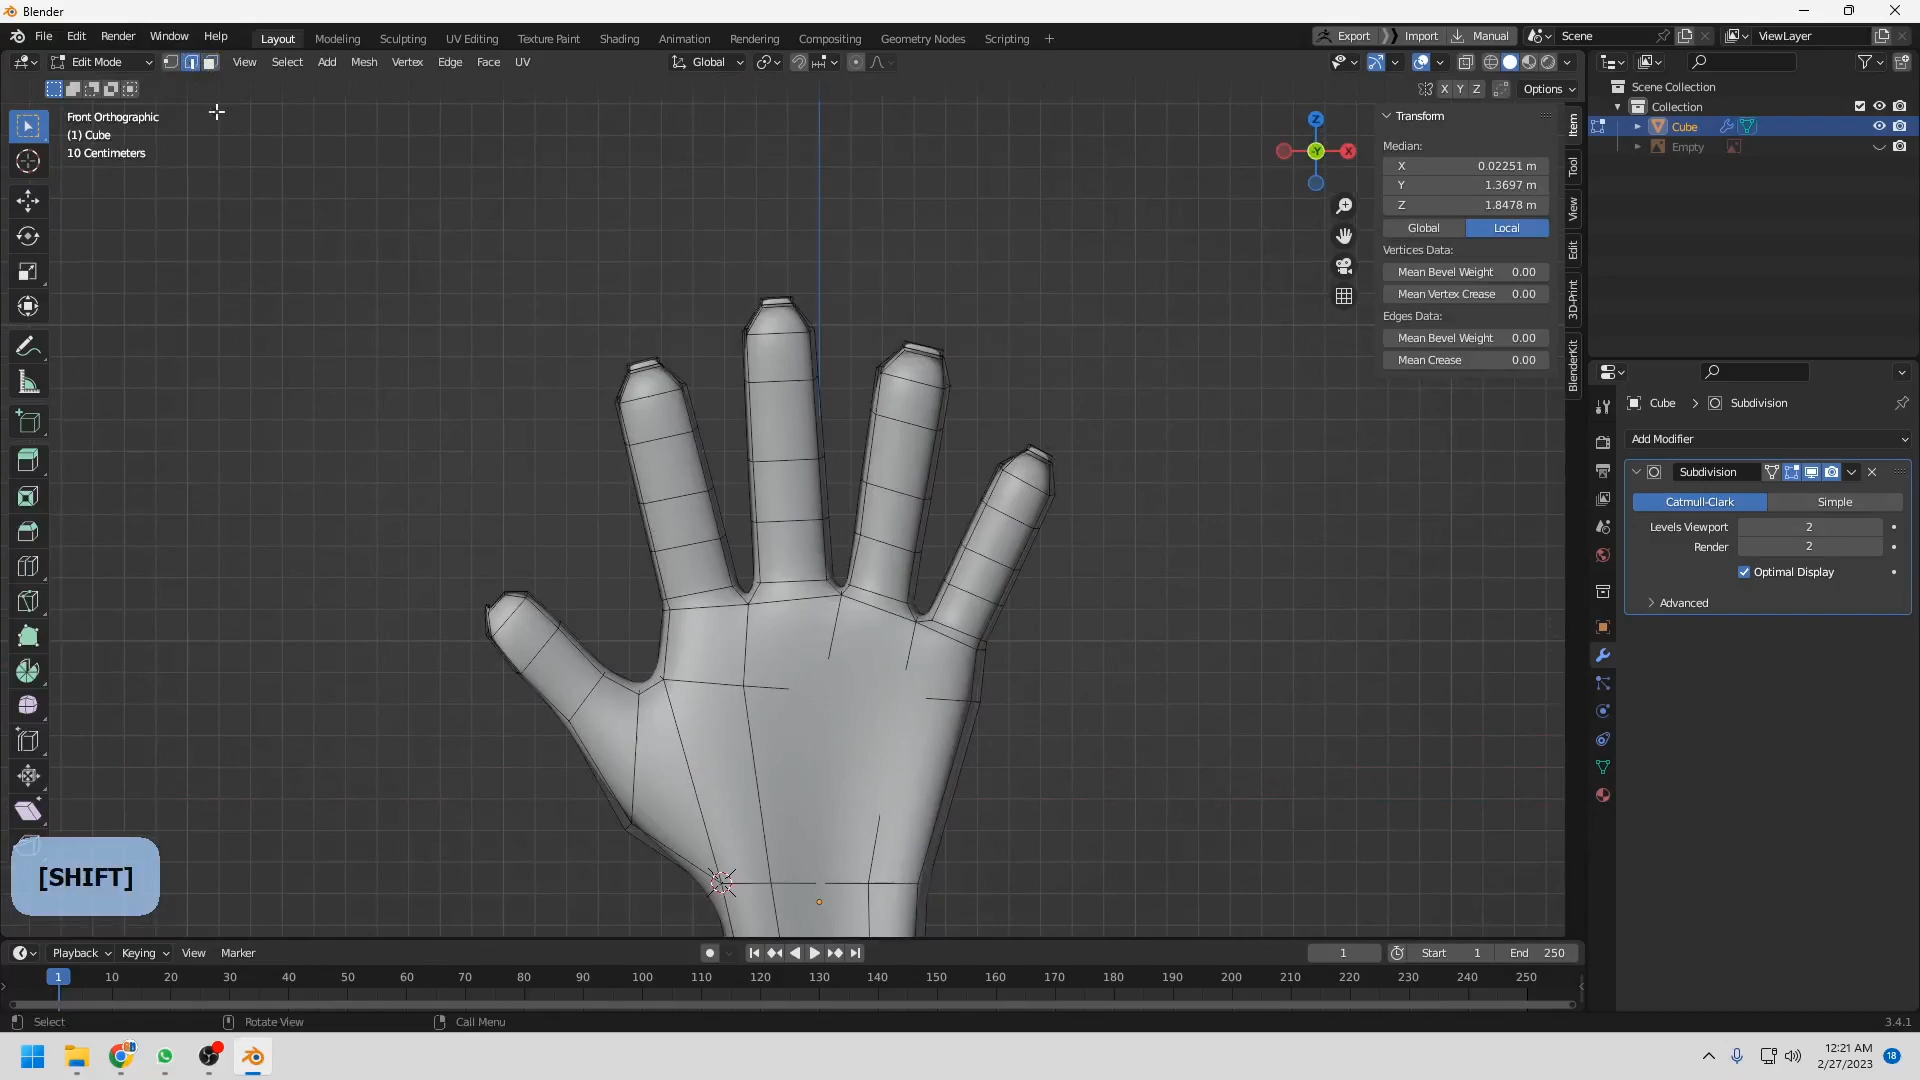 Blender
File Edit Render Window Help
Layout Modeling Sculpting UV Editing Texture Paint Shading Animation Rendering Compositing Geometry Nodes Scripting +
Export Import Manual Scene ViewLayer
Edit Mode View Select Add Mesh Vertex Edge Face UV
Global
X Y Z Options
Front Orthographic
(1) Cube
10 Centimeters
Z
X
Y
Transform
Median:
X 0.02251 m
Y 1.3697 m
Z 1.8478 m
Global Local
Vertices Data:
Mean Bevel Weight 0.00
Mean Vertex Crease 0.00
Edges Data:
Mean Bevel Weight 0.00
Mean Crease 0.00
Item
Tool
View
Edit
3D-Print
BlenderKit
Scene Collection
Collection
Cube
Empty
Cube > Subdivision
Add Modifier
Subdivision
Catmull-Clark Simple
Levels Viewport 2
Render 2
Optimal Display
Advanced
[SHIFT]
Playback Keying View Marker
1 Start 1 End 250
1 10 20 30 40 50 60 70 80 90 100 110 120 130 140 150 160 170 180 190 200 210 220 230 240 250
Select Rotate View Call Menu
3.4.1
12:21 AM
2/27/2023
18